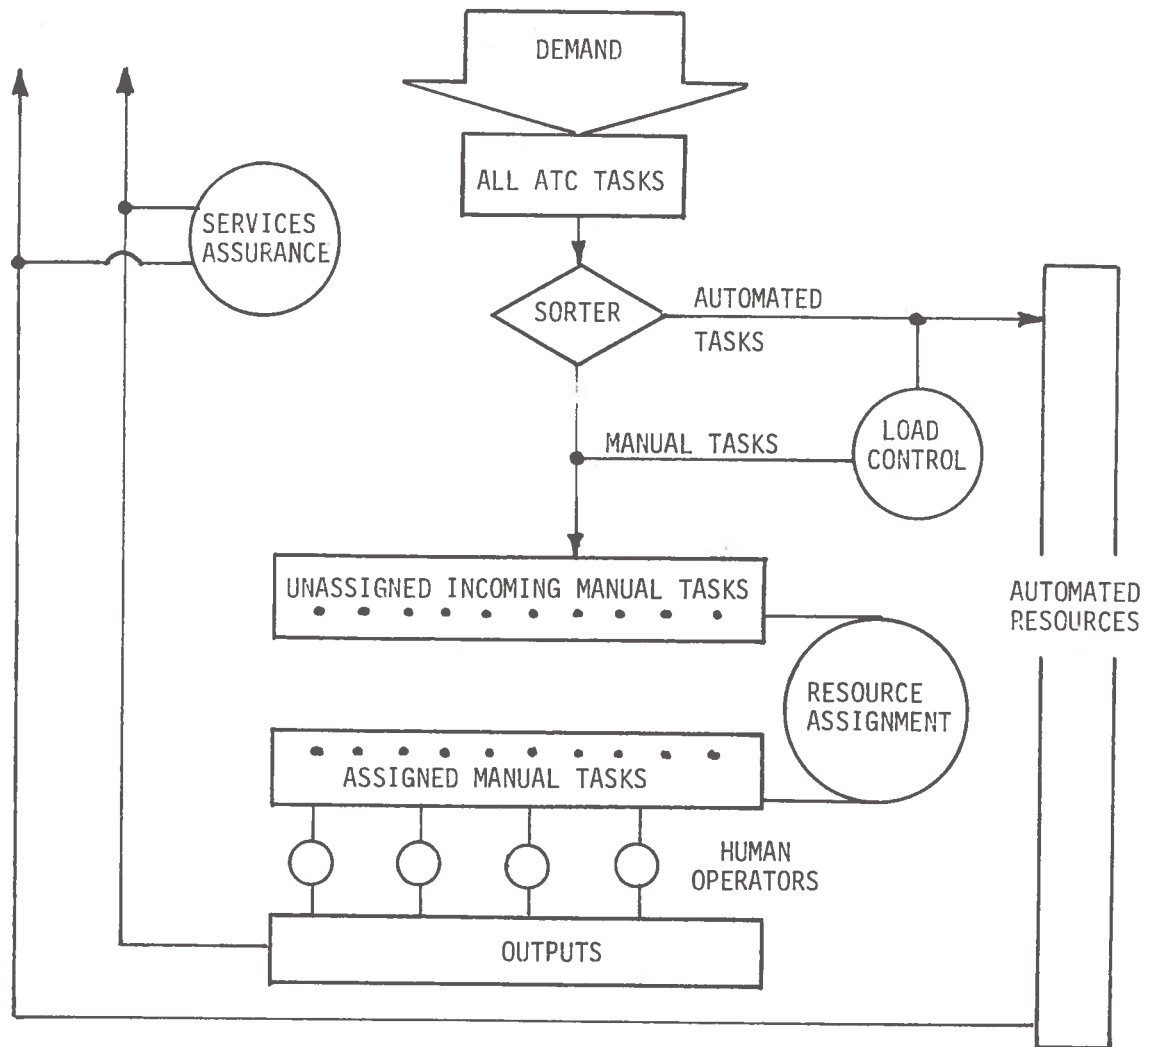 DEMAND
ALL ATC TASKS
SERVICES
ASSURANCE
SORTER
AUTOMATED
TASKS
MANUAL TASKS
LOAD
CONTROL
UNASSIGNED INCOMING MANUAL TASKS
AUTOMATED
RESOURCES
RESOURCE
ASSIGNMENT
ASSIGNED MANUAL TASKS
HUMAN
OPERATORS
OUTPUTS